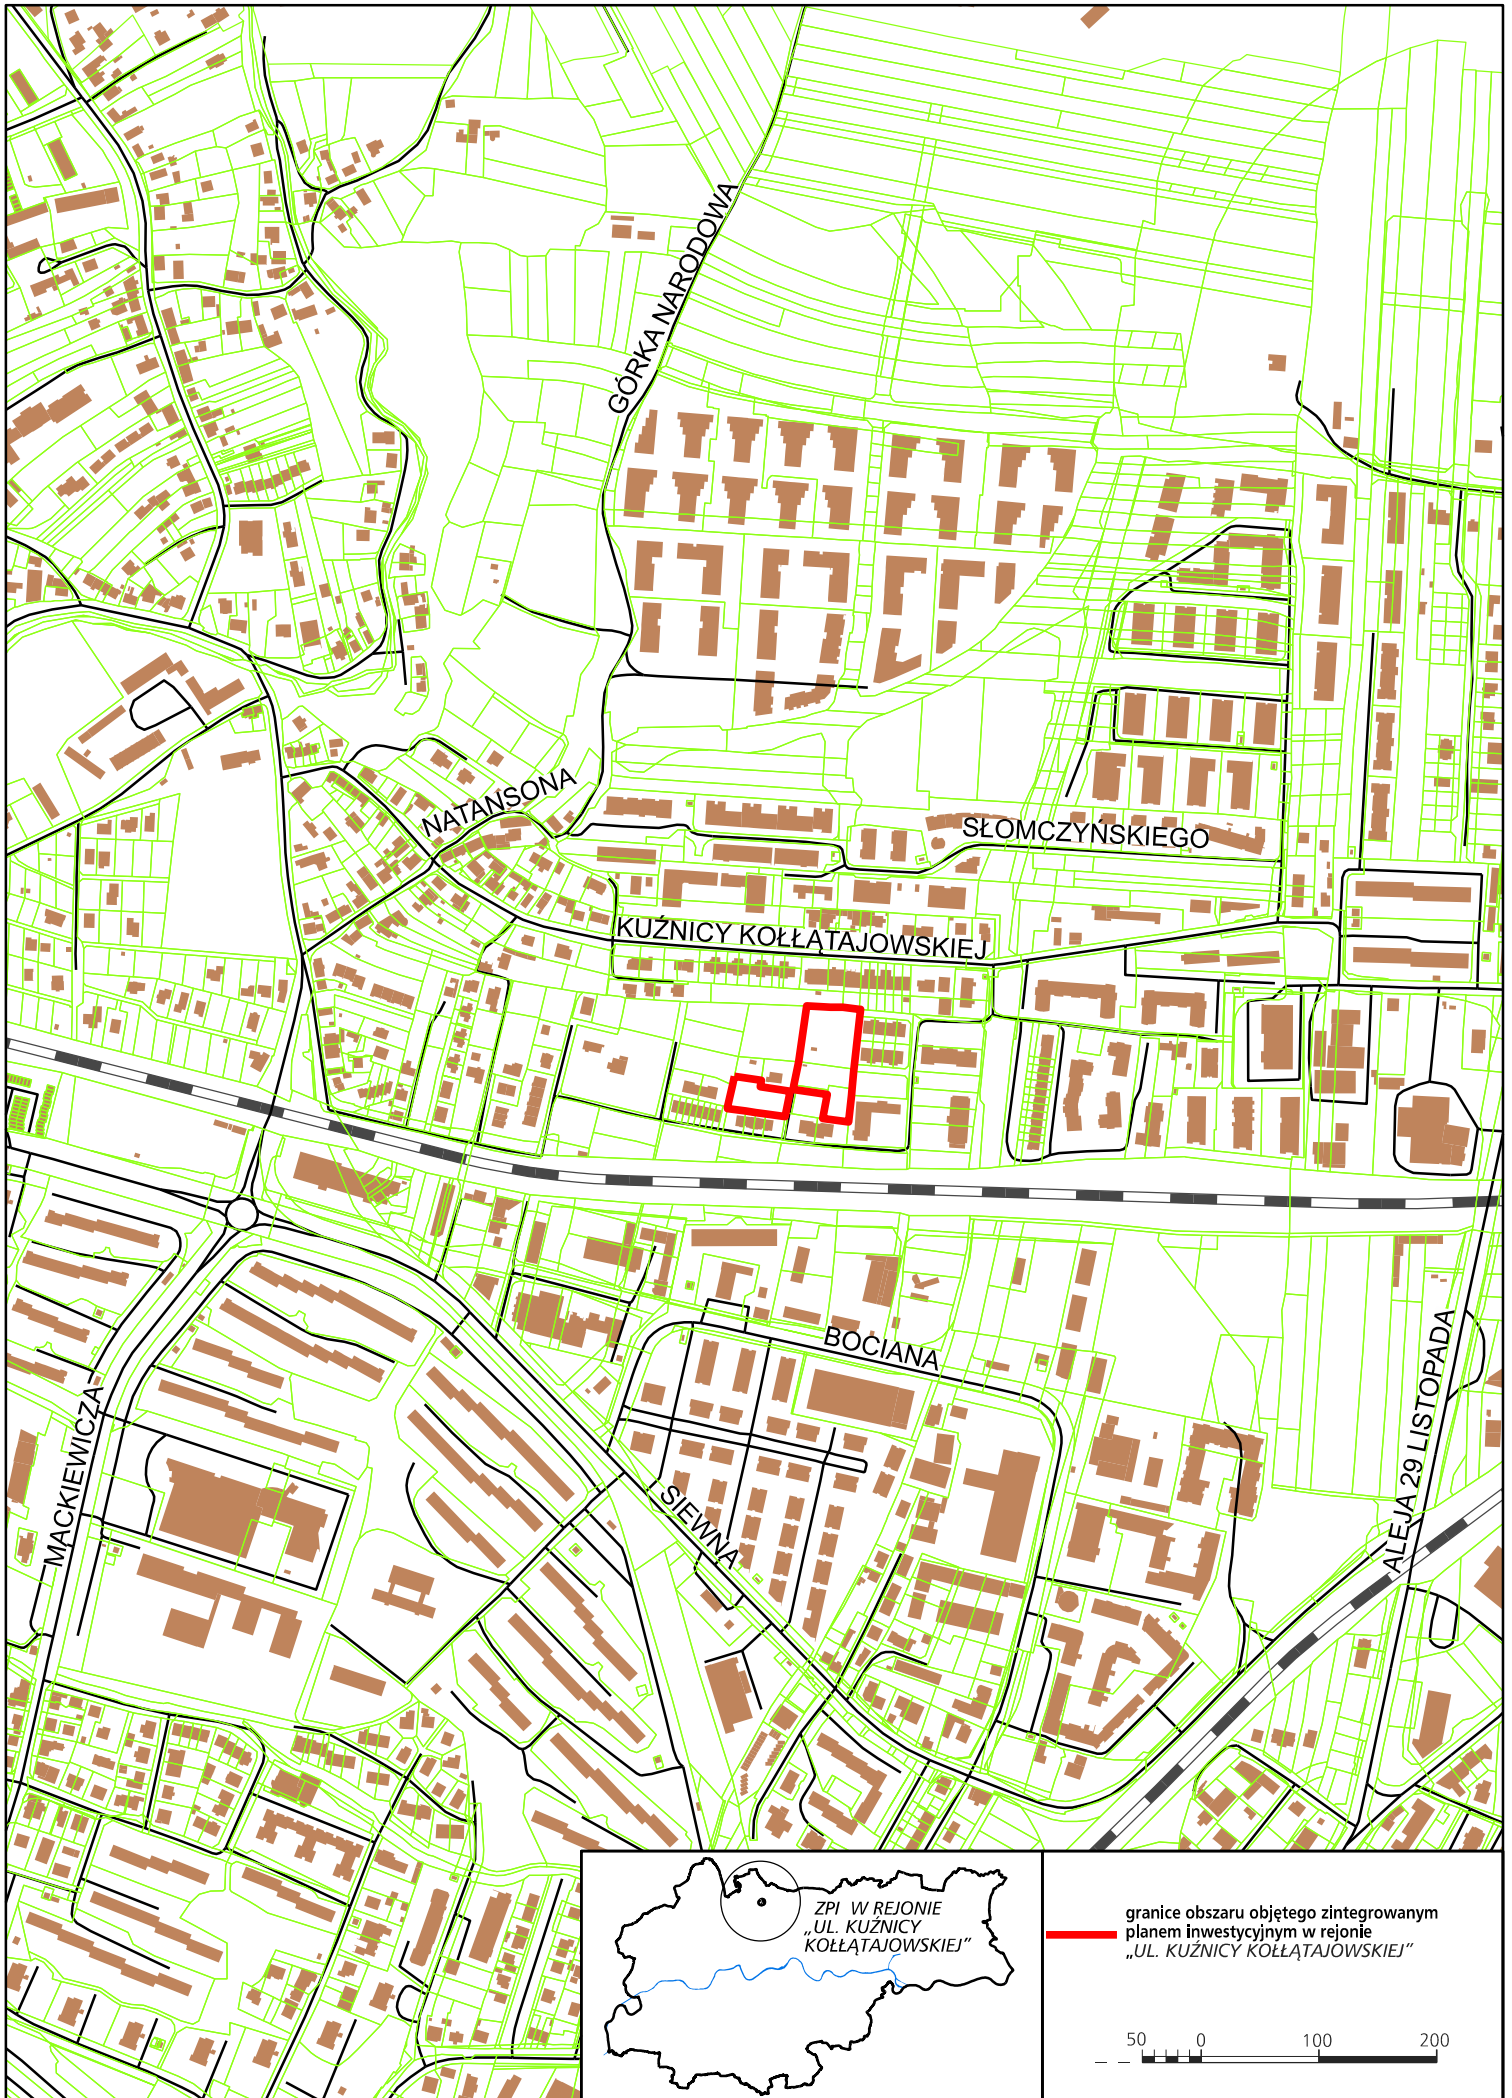 GÓRKA NARODOWA
NATANSONA
SŁOMCZYŃSKIEGO
KUŹNICY KOŁŁĄTAJOWSKIEJ
BOCIANA
MACKIEWICZA
SIEWNA
ALEJA 29 LISTOPADA
ZPI W REJONIE
„UL. KUŹNICY
KOŁŁĄTAJOWSKIEJ”
granice obszaru objętego zintegrowanym
planem inwestycyjnym w rejonie
„UL. KUŹNICY KOŁŁĄTAJOWSKIEJ”
50 0 100 200